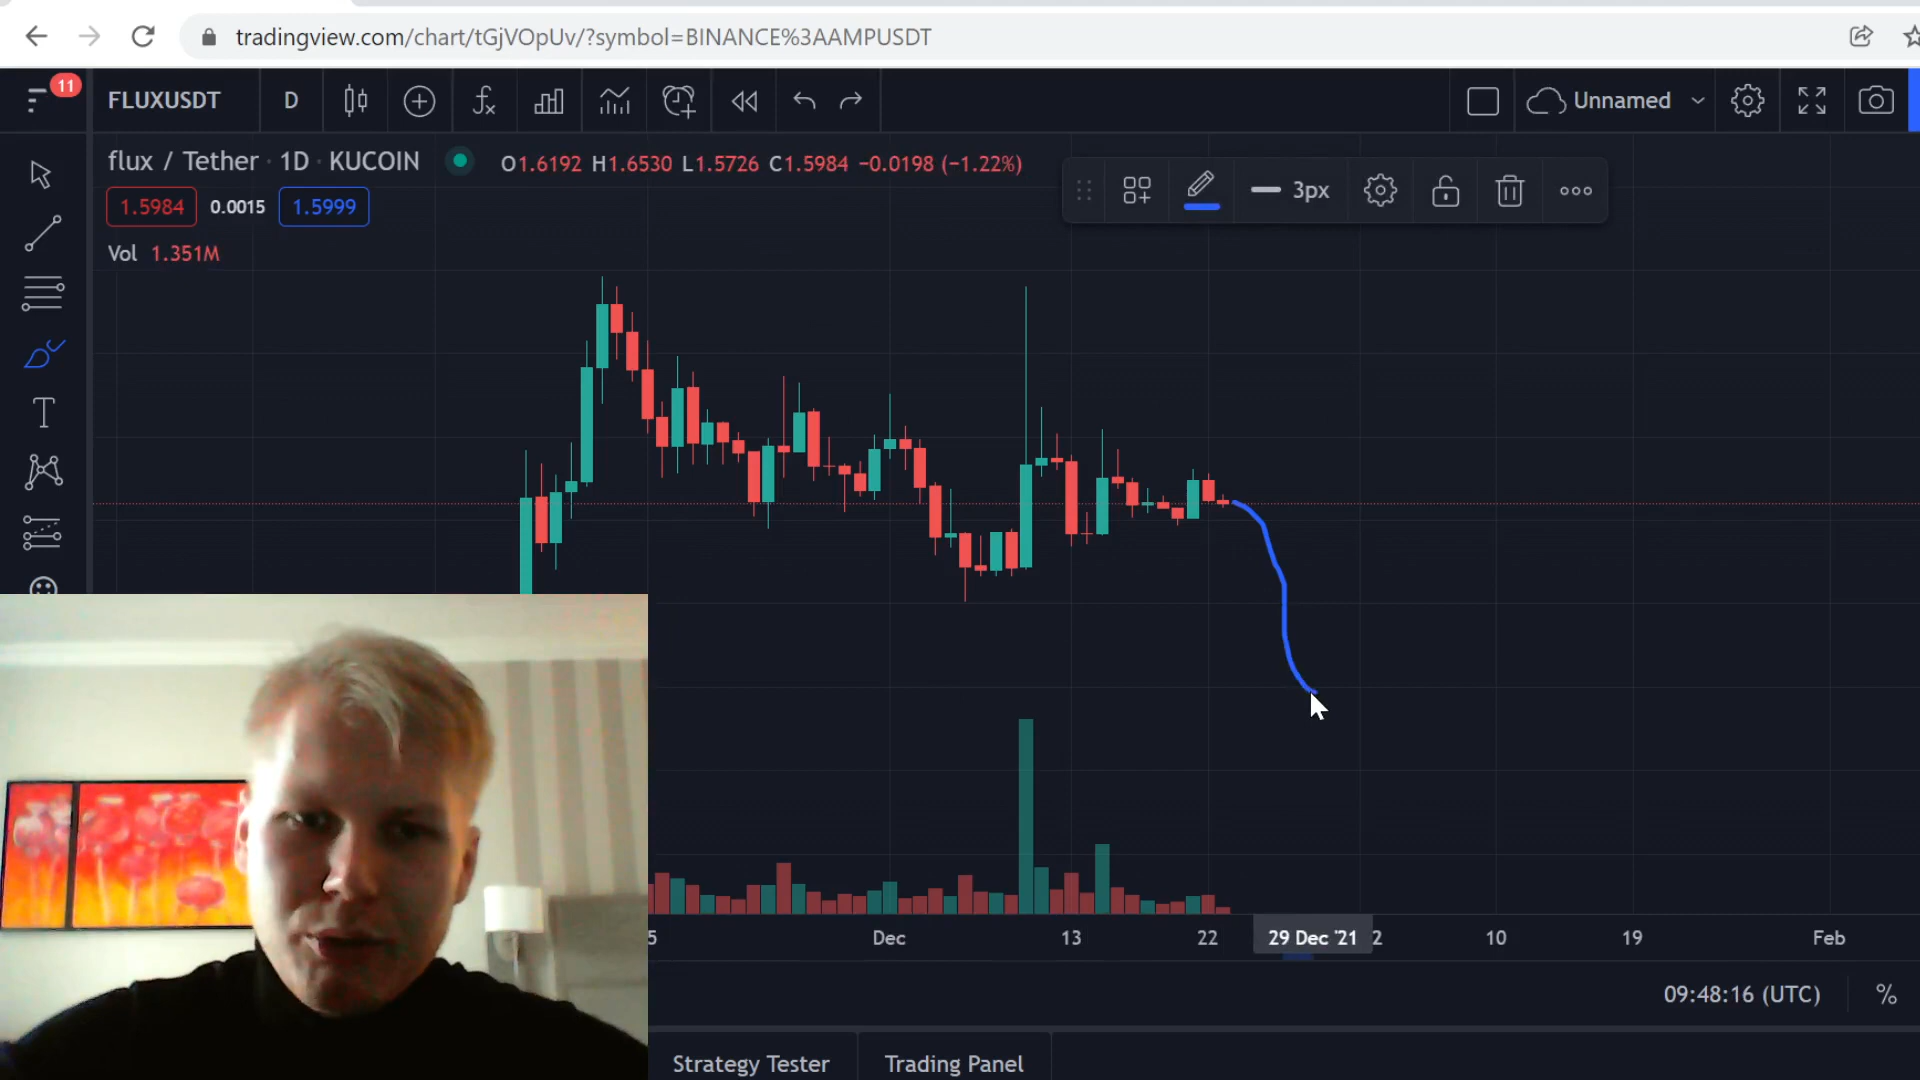 tradingview.com/chart/tGjVOpUv/?symbol=BINANCE%3AAMPUSDT
11
FLUXUSDT D Unnamed
flux / Tether · 1D · KUCOIN O1.6192 H1.6530 L1.5726 C1.5984 −0.0198 (−1.22%)
3px
1.5984 0.0015 1.5999
Vol 1.351M
5 Dec 13 22 29 Dec '21 2 10 19 Feb
09:48:16 (UTC) %
Strategy Tester Trading Panel